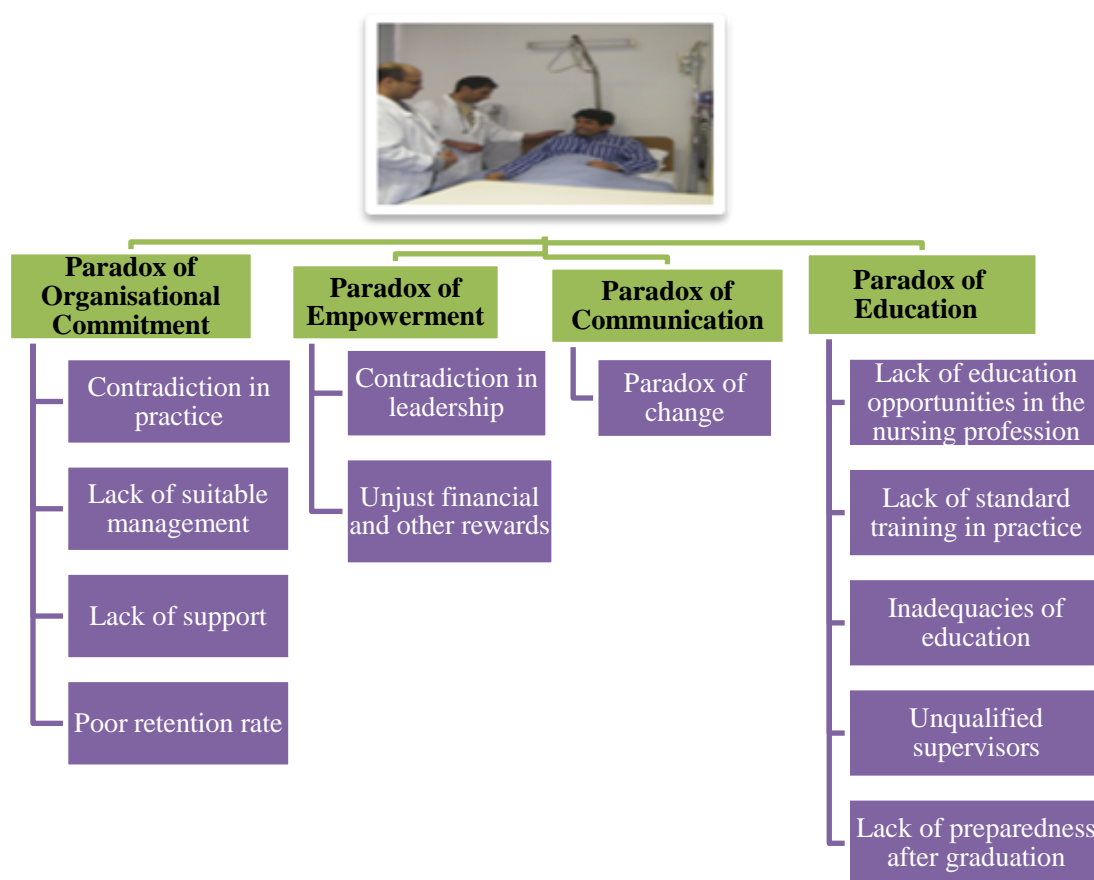 Paradox of
Organisational
Commitment
Contradiction in
practice
Lack of suitable
management
Lack of support
Poor retention rate
Paradox of
Empowerment
Contradiction in
leadership
Unjust financial
and other rewards
Paradox of
Communication
Paradox of
change
Paradox of
Education
Lack of education
opportunities in the
nursing profession
Lack of standard
training in practice
Inadequacies of
education
Unqualified
supervisors
Lack of preparedness
after graduation